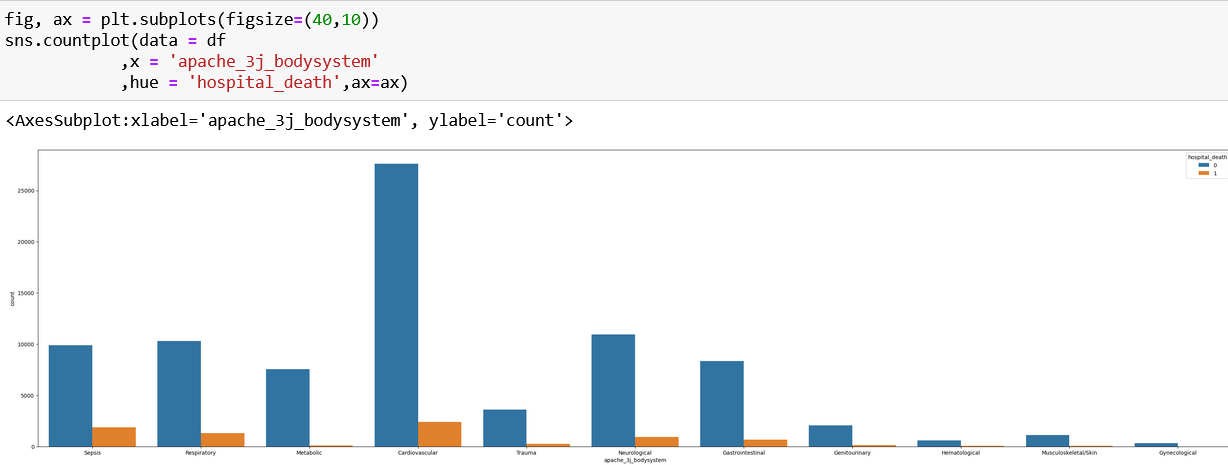 fig, ax = plt.subplots(figsize=(40,10))
sns.countplot(data = df
,x = 'apache_3j_bodysystem'
,hue = 'hospital_death',ax=ax)
<AxesSubplot:xlabel='apache_3j_bodysystem', ylabel='count'>
hospital_death
0
1
25000
20000
15000
10000
5000
0
count
Sepsis Respiratory Metabolic Cardiovascular Trauma Neurological Gastrointestinal Genitourinary Hematological Musculoskeletal/Skin Gynecological
apache_3j_bodysystem